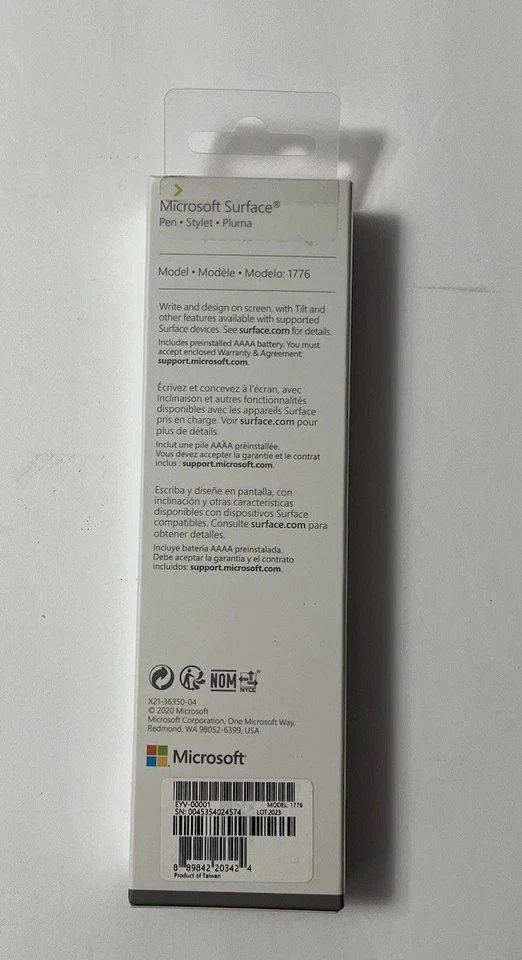 Microsoft Surface®
Pen • Stylet • Pluma
Model • Modèle • Modelo: 1776
Write and design on screen, with Tilt and
other features available with supported
Surface devices. See surface.com for details.
Includes preinstalled AAAA battery. You must
accept enclosed Warranty & Agreement:
support.microsoft.com.
Écrivez et concevez à l'écran, avec
Inclinaison et autres fonctionnalités
disponibles avec les appareils Surface
pris en charge. Voir surface.com pour
plus de détails.
Inclut une pile AAAA préinstallée.
Vous devez accepter la garantie et le contrat
inclus : support.microsoft.com.
Escriba y diseñe en pantalla, con
inclinación y otras características
disponibles con dispositivos Surface
compatibles. Consulte surface.com para
obtener detalles.
Incluye batería AAAA preinstalada.
Debe aceptar la garantía y el contrato
incluidos: support.microsoft.com.
NOM
NYCE
X21-36350-04
© 2020 Microsoft
Microsoft Corporation, One Microsoft Way,
Redmond, WA 98052-6399, USA
Microsoft
EYV-00001 MODEL: 1776
SN: 0045354024574 LOT:2023
8 89842 20342 4
Product of Taiwan